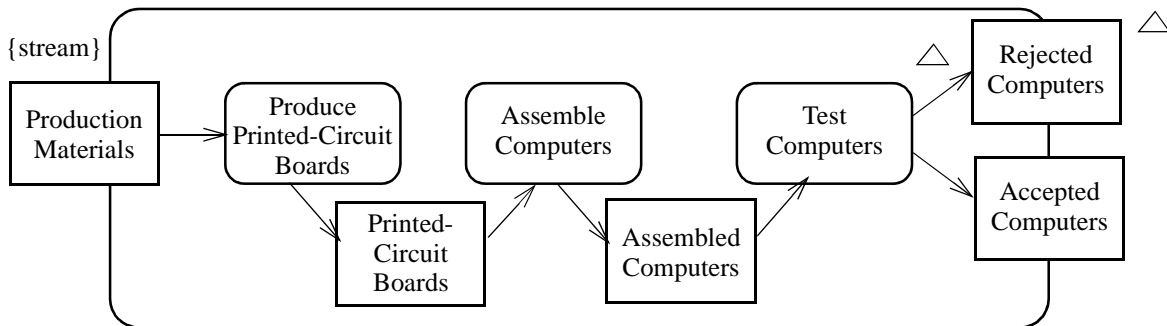 {stream}
Production
Materials
Produce
Printed-Circuit
Boards
Printed-
Circuit
Boards
Assemble
Computers
Assembled
Computers
Test
Computers
Rejected
Computers
Accepted
Computers